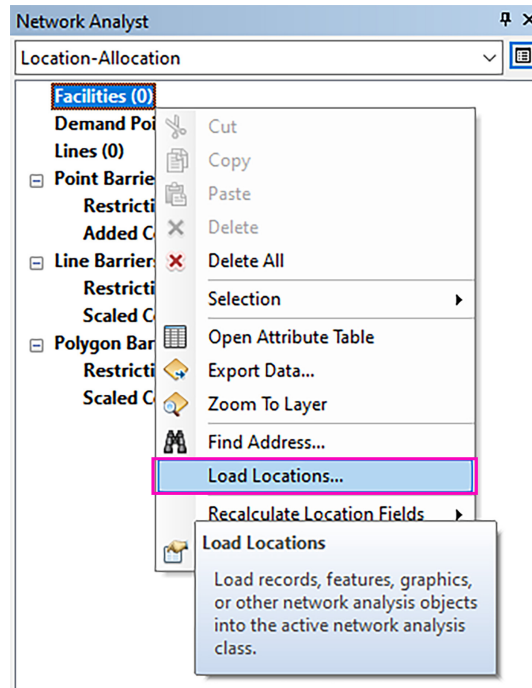 Network Analyst
Location-Allocation
Facilities (0)
Demand Poi
Lines (0)
Point Barrie
Restricti
Added C
Line Barrier
Restricti
Scaled C
Polygon Bar
Restricti
Scaled C
Cut
Copy
Paste
Delete
Delete All
Selection
Open Attribute Table
Export Data...
Zoom To Layer
Find Address...
Load Locations...
Recalculate Location Fields
Load Locations
Load records, features, graphics,
or other network analysis objects
into the active network analysis
class.